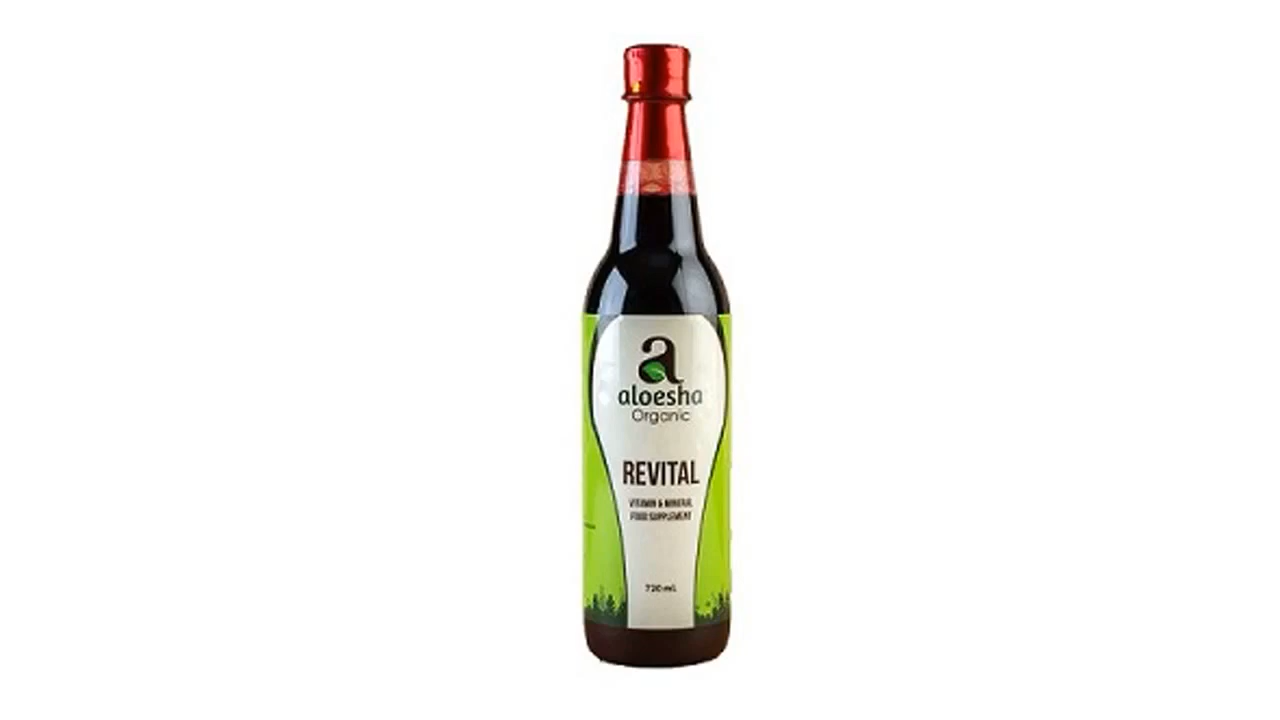 a
aloesha
Organic
REVITAL
VITAMIN & MINERAL
FOOD SUPPLEMENT
720 mL